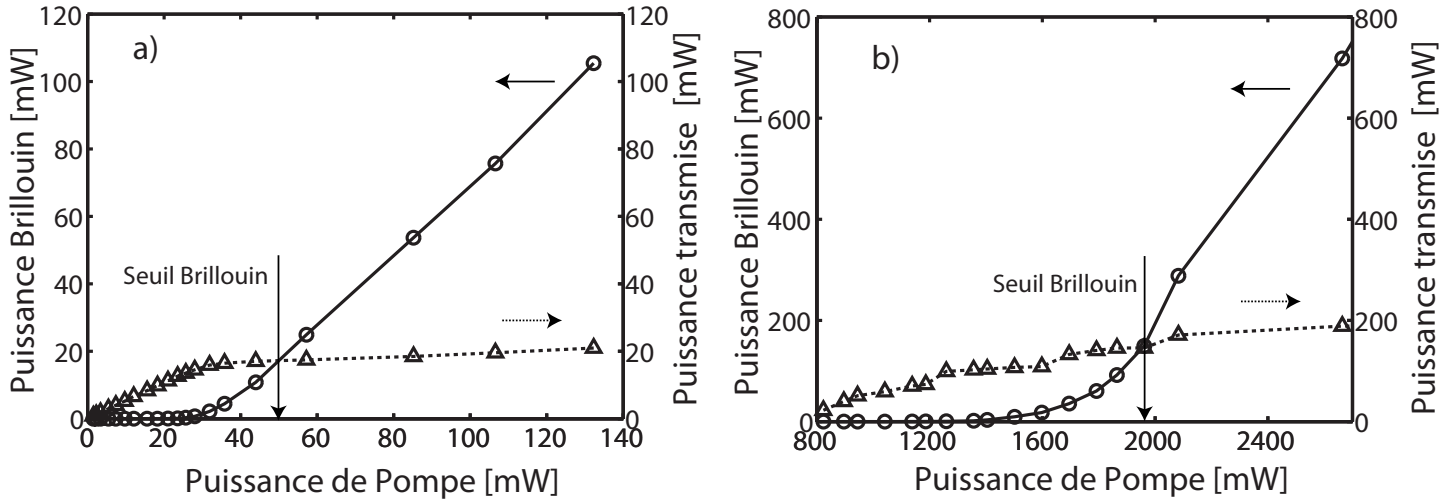 a)
Puissance Brillouin [mW]
120
100
80
60
40
20
0
Seuil Brillouin
120
100
80
60
40
20
0
Puissance transmise [mW]
0 20 40 60 80 100 120 140
Puissance de Pompe [mW]
b)
Puissance Brillouin [mW]
800
600
400
200
0
Seuil Brillouin
800
600
400
200
0
Puissance transmise [mW]
800 1200 1600 2000 2400
Puissance de Pompe [mW]